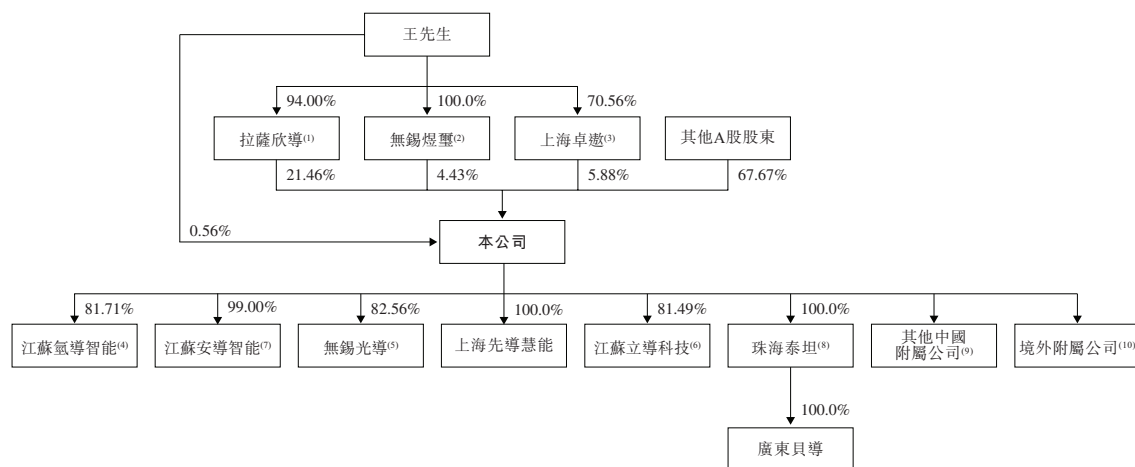 王先生
94.00%
100.0%
70.56%
拉薩欣導(1)
無錫煜璽(2)
上海卓遨(3)
其他A股股東
21.46%
4.43%
5.88%
67.67%
0.56%
本公司
81.71%
99.00%
82.56%
100.0%
81.49%
100.0%
江蘇氫導智能(4)
江蘇安導智能(7)
無錫光導(5)
上海先導慧能
江蘇立導科技(6)
珠海泰坦(8)
其他中國
附屬公司(9)
境外附屬公司(10)
100.0%
廣東貝導